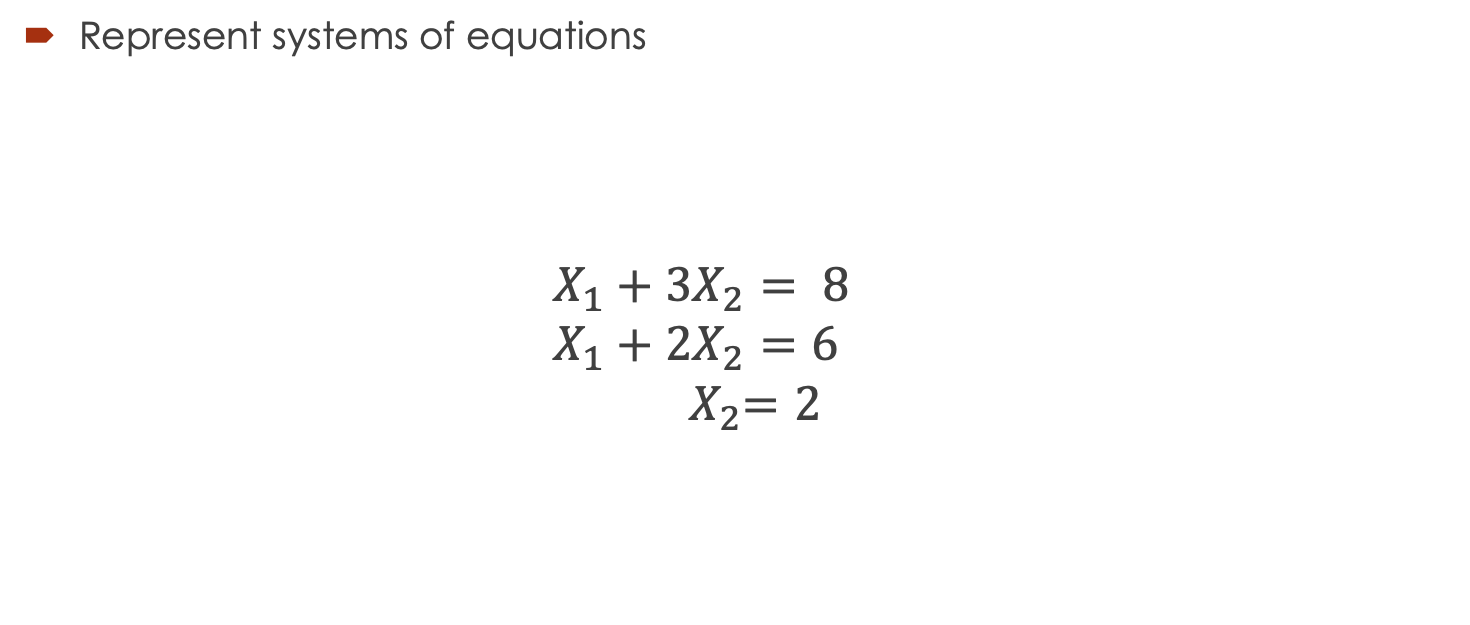 Represent systems of equations
X₁ + 3X₂ = 8
X₁ + 2X₂ = 6
X₂= 2